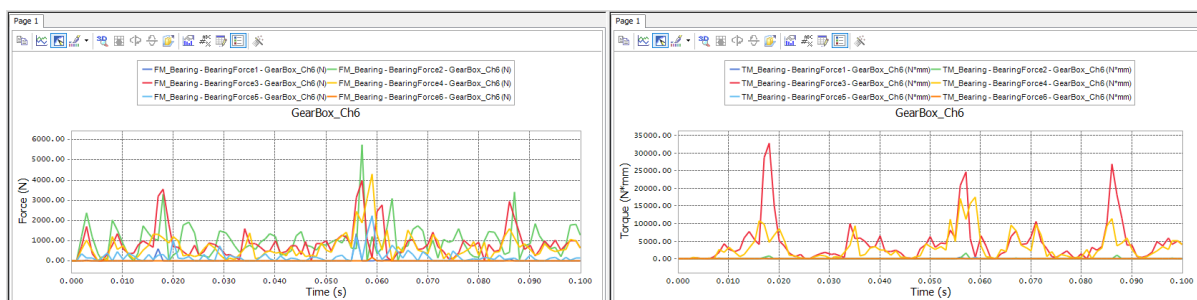 Page 1
FM_Bearing - BearingForce1 - GearBox_Ch6 (N) FM_Bearing - BearingForce2 - GearBox_Ch6 (N)
FM_Bearing - BearingForce3 - GearBox_Ch6 (N) FM_Bearing - BearingForce4 - GearBox_Ch6 (N)
FM_Bearing - BearingForce5 - GearBox_Ch6 (N) FM_Bearing - BearingForce6 - GearBox_Ch6 (N)
GearBox_Ch6
6000.00
5000.00
4000.00
3000.00
2000.00
1000.00
0.00
Force (N)
0.000 0.010 0.020 0.030 0.040 0.050 0.060 0.070 0.080 0.090 0.100
Time (s)
Page 1
TM_Bearing - BearingForce1 - GearBox_Ch6 (N*mm) TM_Bearing - BearingForce2 - GearBox_Ch6 (N*mm)
TM_Bearing - BearingForce3 - GearBox_Ch6 (N*mm) TM_Bearing - BearingForce4 - GearBox_Ch6 (N*mm)
TM_Bearing - BearingForce5 - GearBox_Ch6 (N*mm) TM_Bearing - BearingForce6 - GearBox_Ch6 (N*mm)
GearBox_Ch6
35000.00
30000.00
25000.00
20000.00
15000.00
10000.00
5000.00
0.00
Torque (N*mm)
0.000 0.010 0.020 0.030 0.040 0.050 0.060 0.070 0.080 0.090 0.100
Time (s)